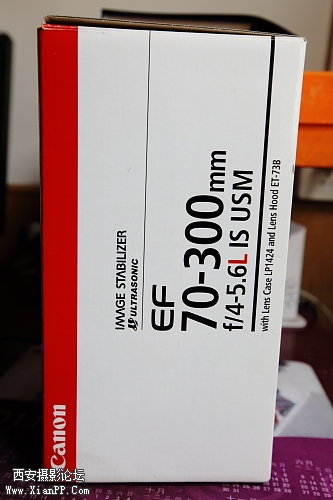 Canon
IMAGE STABILIZER
ULTRASONIC
EF
70-300mm
f/4-5.6L IS USM
with Lens Case LP1424 and Lens Hood ET-73B
西安摄影论坛
www.XianPP.Com